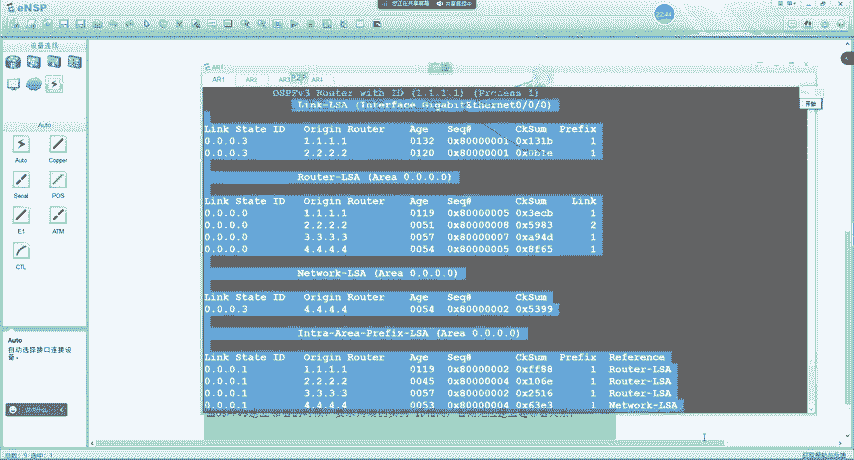 eNSP
您正在共享屏幕
22:44
设备连线
Auto
Auto Copper
Serial POS
E1 ATM
CTL
Auto
自动选择接口连接设备。
AR1
AR1 AR2 AR3 AR4
OSPFv3 Router with ID (1.1.1.1) (Process 1)
Link-LSA (Interface GigabitEthernet0/0/0)
Link State ID Origin Router Age Seq# CkSum Prefix
0.0.0.3 1.1.1.1 0132 0x80000001 0x131b 1
0.0.0.3 2.2.2.2 0120 0x80000001 0x0b1e 1
Router-LSA (Area 0.0.0.0)
Link State ID Origin Router Age Seq# CkSum Link
0.0.0.0 1.1.1.1 0119 0x80000005 0x3ecb 1
0.0.0.0 2.2.2.2 0051 0x80000008 0x5983 2
0.0.0.0 3.3.3.3 0057 0x80000007 0xa94d 1
0.0.0.0 4.4.4.4 0054 0x80000005 0x8f65 1
Network-LSA (Area 0.0.0.0)
Link State ID Origin Router Age Seq# CkSum
0.0.0.3 4.4.4.4 0054 0x80000002 0x5399
Intra-Area-Prefix-LSA (Area 0.0.0.0)
Link State ID Origin Router Age Seq# CkSum Prefix Reference
0.0.0.1 1.1.1.1 0119 0x80000002 0xff88 1 Router-LSA
0.0.0.1 2.2.2.2 0045 0x80000004 0x106e 1 Router-LSA
0.0.0.1 3.3.3.3 0057 0x80000002 0x2516 1 Router-LSA
0.0.0.1 4.4.4.4 0053 0x80000004 0x63e3 1 Network-LSA
获取帮助与反馈